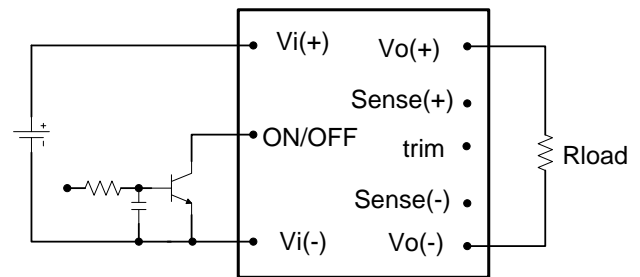 Vi(+)
Vo(+)
Sense(+)
ON/OFF
trim
Rload
Sense(-)
Vi(-)
Vo(-)
+
-